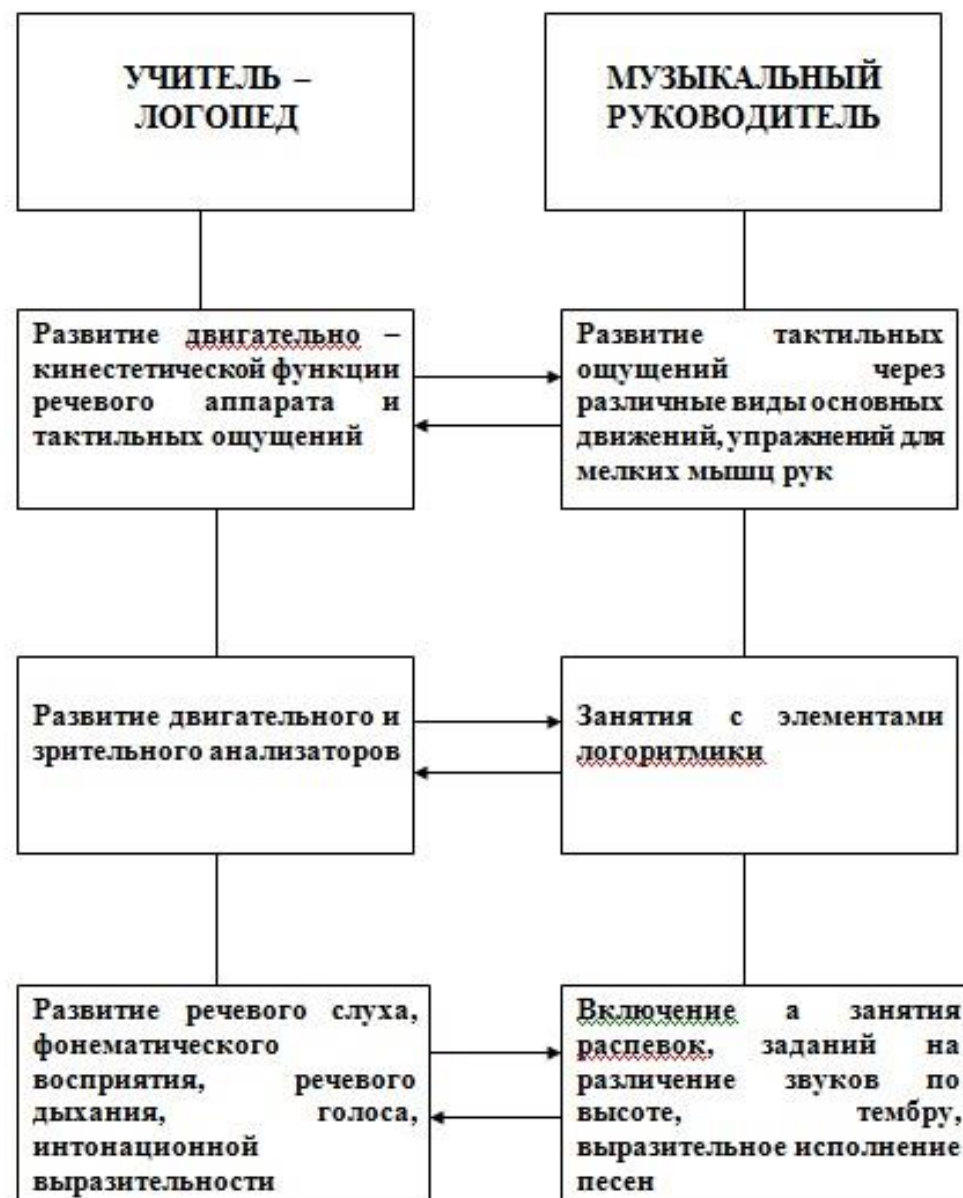 УЧИТЕЛЬ –
ЛОГОПЕД
МУЗЫКАЛЬНЫЙ
РУКОВОДИТЕЛЬ
Развитие двигательно –
кинестетической функции
речевого аппарата и
тактильных ощущений
Развитие тактильных
ощущений через
различные виды основных
движений, упражнений для
мелких мышц рук
Развитие двигательного и
зрительного анализаторов
Занятия с элементами
логоритмики
Развитие речевого слуха,
фонематического
восприятия, речевого
дыхания, голоса,
интонационной
выразительности
Включение а занятия
распевок, заданий на
различение звуков по
высоте, тембру,
выразительное исполнение
песен